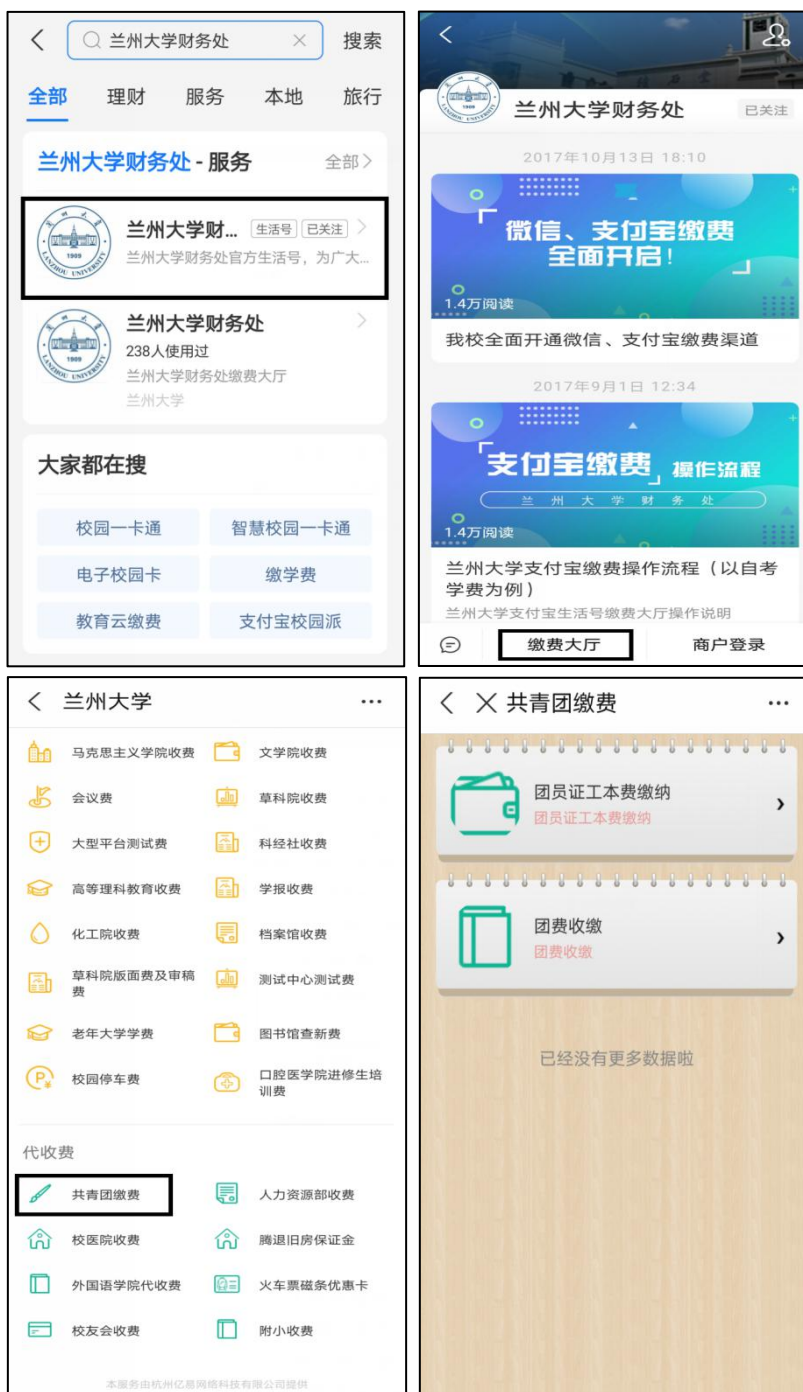 兰州大学财务处
搜索
全部 理财 服务 本地 旅行
兰州大学财务处 - 服务 全部
兰州大学财... 生活号 已关注
兰州大学财务处官方生活号，为广大...
兰州大学财务处
238人使用过
兰州大学财务处缴费大厅
兰州大学
大家都在搜
校园一卡通 智慧校园一卡通
电子校园卡 缴学费
教育云缴费 支付宝校园派
兰州大学财务处 已关注
2017年10月13日 18:10
「微信、支付宝缴费
全面开启！」
1.4万阅读
我校全面开通微信、支付宝缴费渠道
2017年9月1日 12:34
「支付宝缴费」操作流程
兰州大学财务处
1.4万阅读
兰州大学支付宝缴费操作流程（以自考
学费为例）
兰州大学支付宝生活号缴费大厅操作说明
缴费大厅 商户登录
兰州大学
马克思主义学院收费 文学院收费
会议费 草科院收费
大型平台测试费 科经社收费
高等理科教育收费 学报收费
化工院收费 档案馆收费
草科院版面费及审稿
费
测试中心测试费
老年大学学费 图书馆查新费
校园停车费
口腔医学院进修生培
训费
代收费
共青团缴费 人力资源部收费
校医院收费 腾退旧房保证金
外国语学院代收费 火车票磁条优惠卡
校友会收费 附小收费
本服务由杭州亿易网络科技有限公司提供
共青团缴费
团员证工本费缴纳
团员证工本费缴纳
团费收缴
团费收缴
已经没有更多数据啦